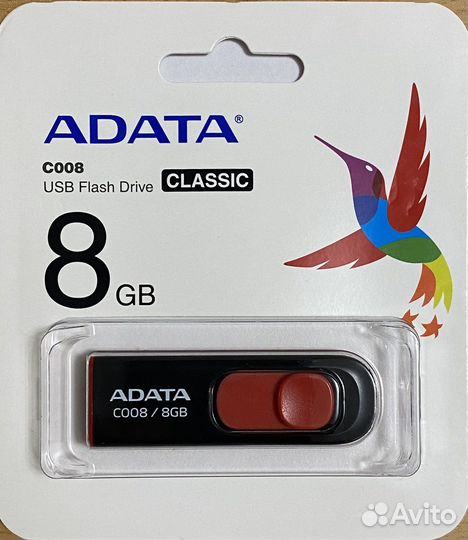 ADATA®
C008
USB Flash Drive CLASSIC
8 GB
ADATA
C008 / 8GB
Avito